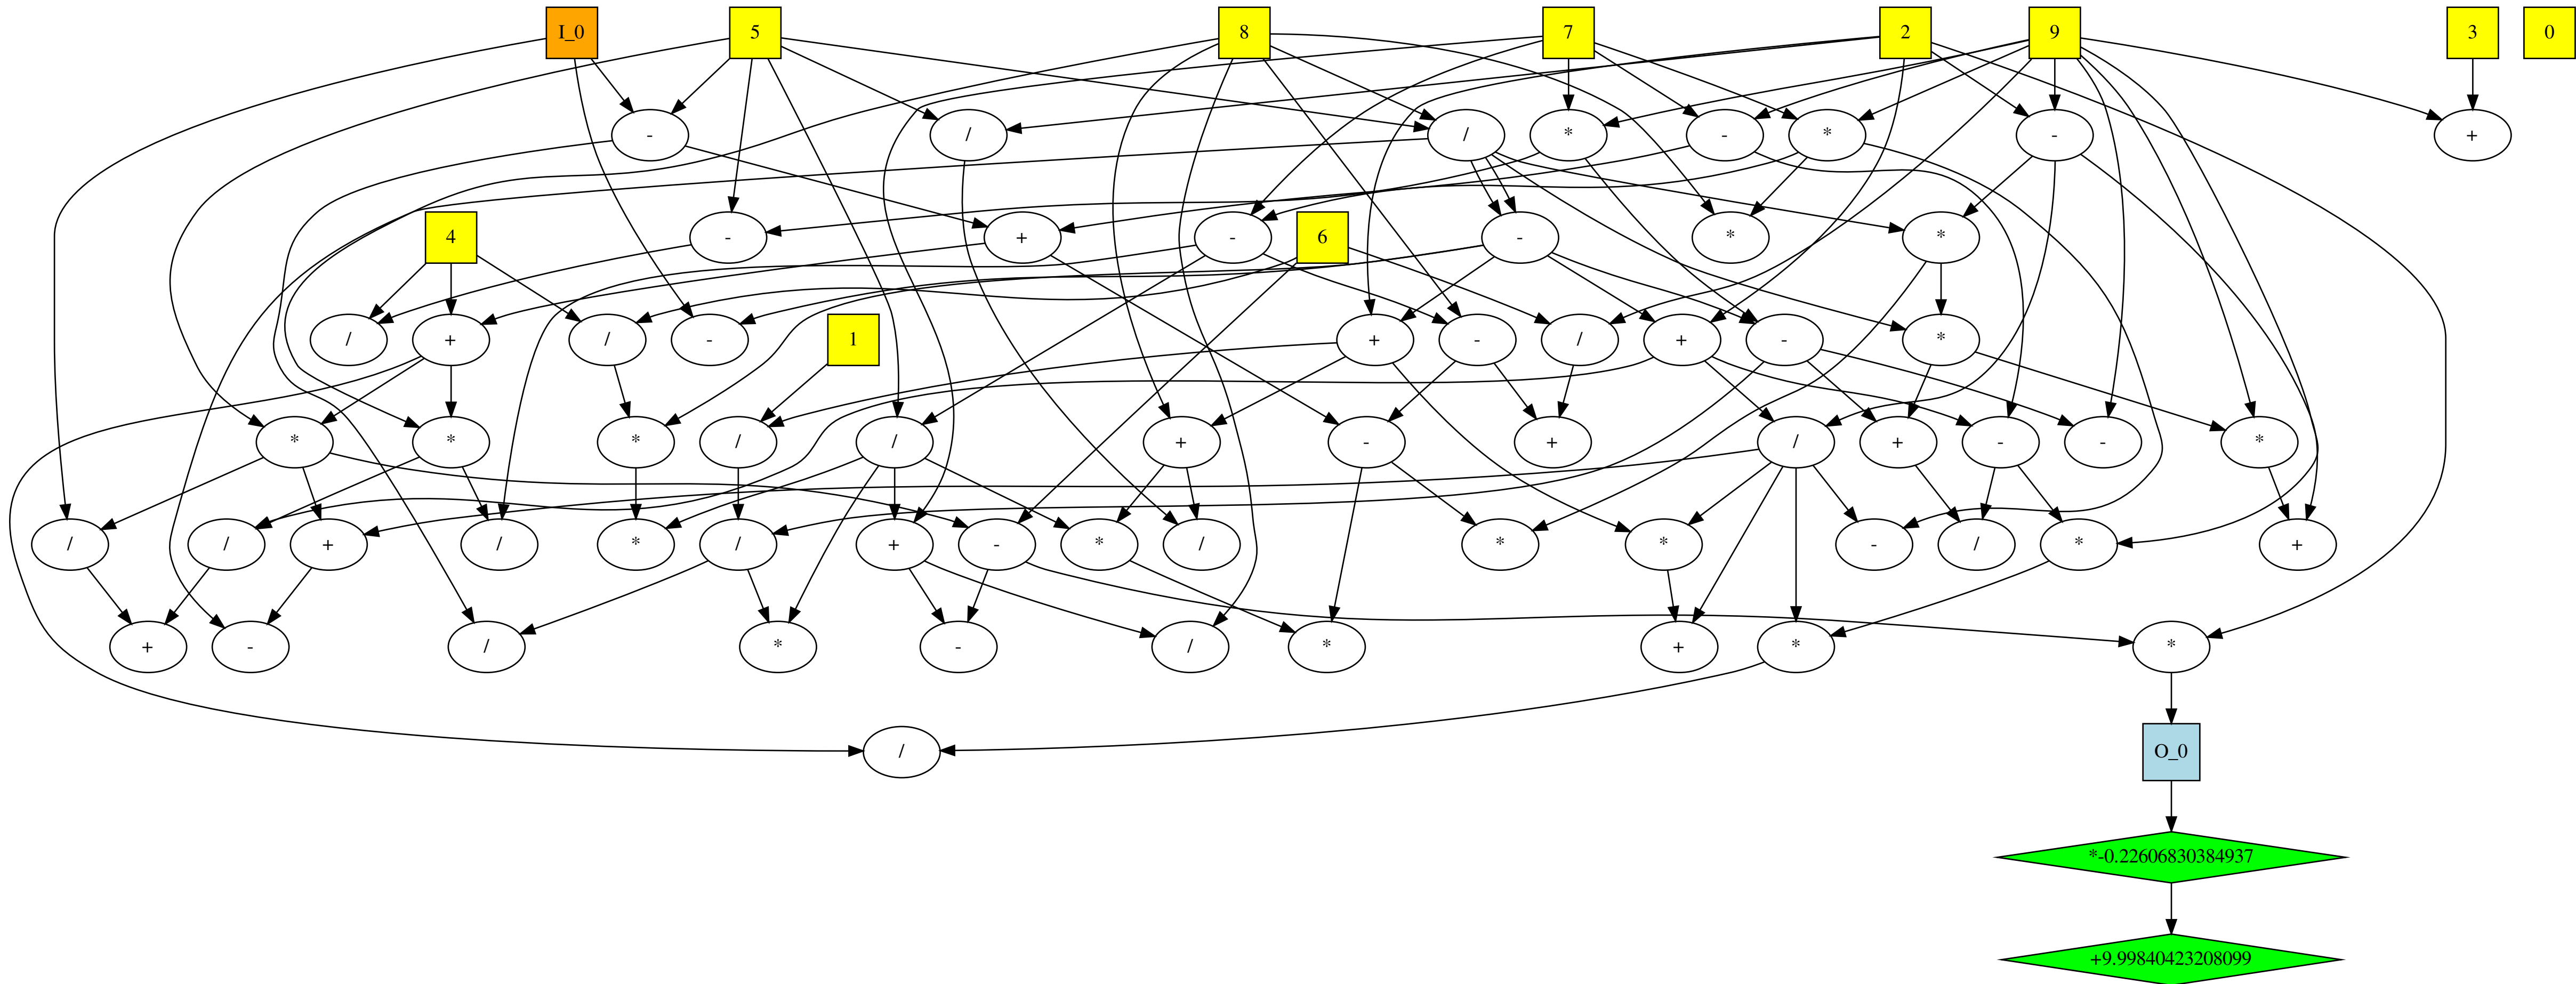 I_0 5 8 7 2 9 3 0
- / / * - * - +
4 - + - 6 - * *
/ + / - 1 + - / + - *
* * * / / + - + / + - - *
/ / + / * / + - * / * * - / * +
+ - / * - / * + * *
/ O_0
*-0.22606830384937
+9.99840423208099